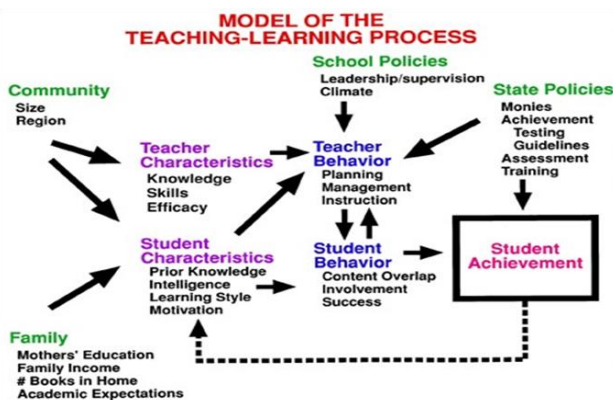 MODEL OF THE
TEACHING-LEARNING PROCESS
School Policies
Leadership/supervision
Climate
Community
Size
Region
State Policies
Monies
Achievement
Testing
Guidelines
Assessment
Training
Teacher
Characteristics
Knowledge
Skills
Efficacy
Teacher
Behavior
Planning
Management
Instruction
Student
Characteristics
Prior Knowledge
Intelligence
Learning Style
Motivation
Student
Behavior
Content Overlap
Involvement
Success
Student
Achievement
Family
Mothers' Education
Family Income
# Books in Home
Academic Expectations